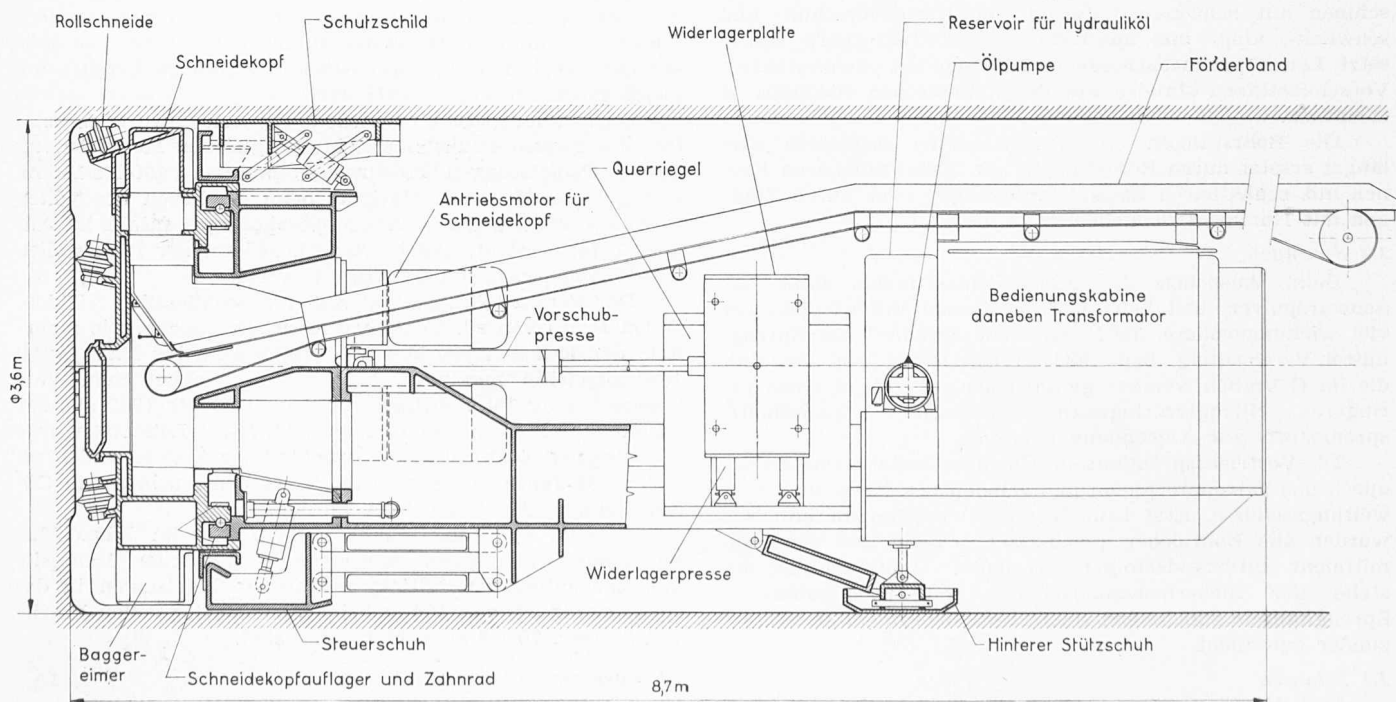 Rollschneide
Schutzschild
Schneidekopf
Widerlagerplatte
Reservoir für Hydrauliköl
Ölpumpe
Förderband
Querriegel
Antriebsmotor für
Schneidekopf
Vorschub-
presse
Bedienungskabine
daneben Transformator
Φ3,6m
Widerlagerpresse
Steuerschuh
Hinterer Stützschuh
Bagger-
eimer
Schneidekopfauflager und Zahnrad
8,7m